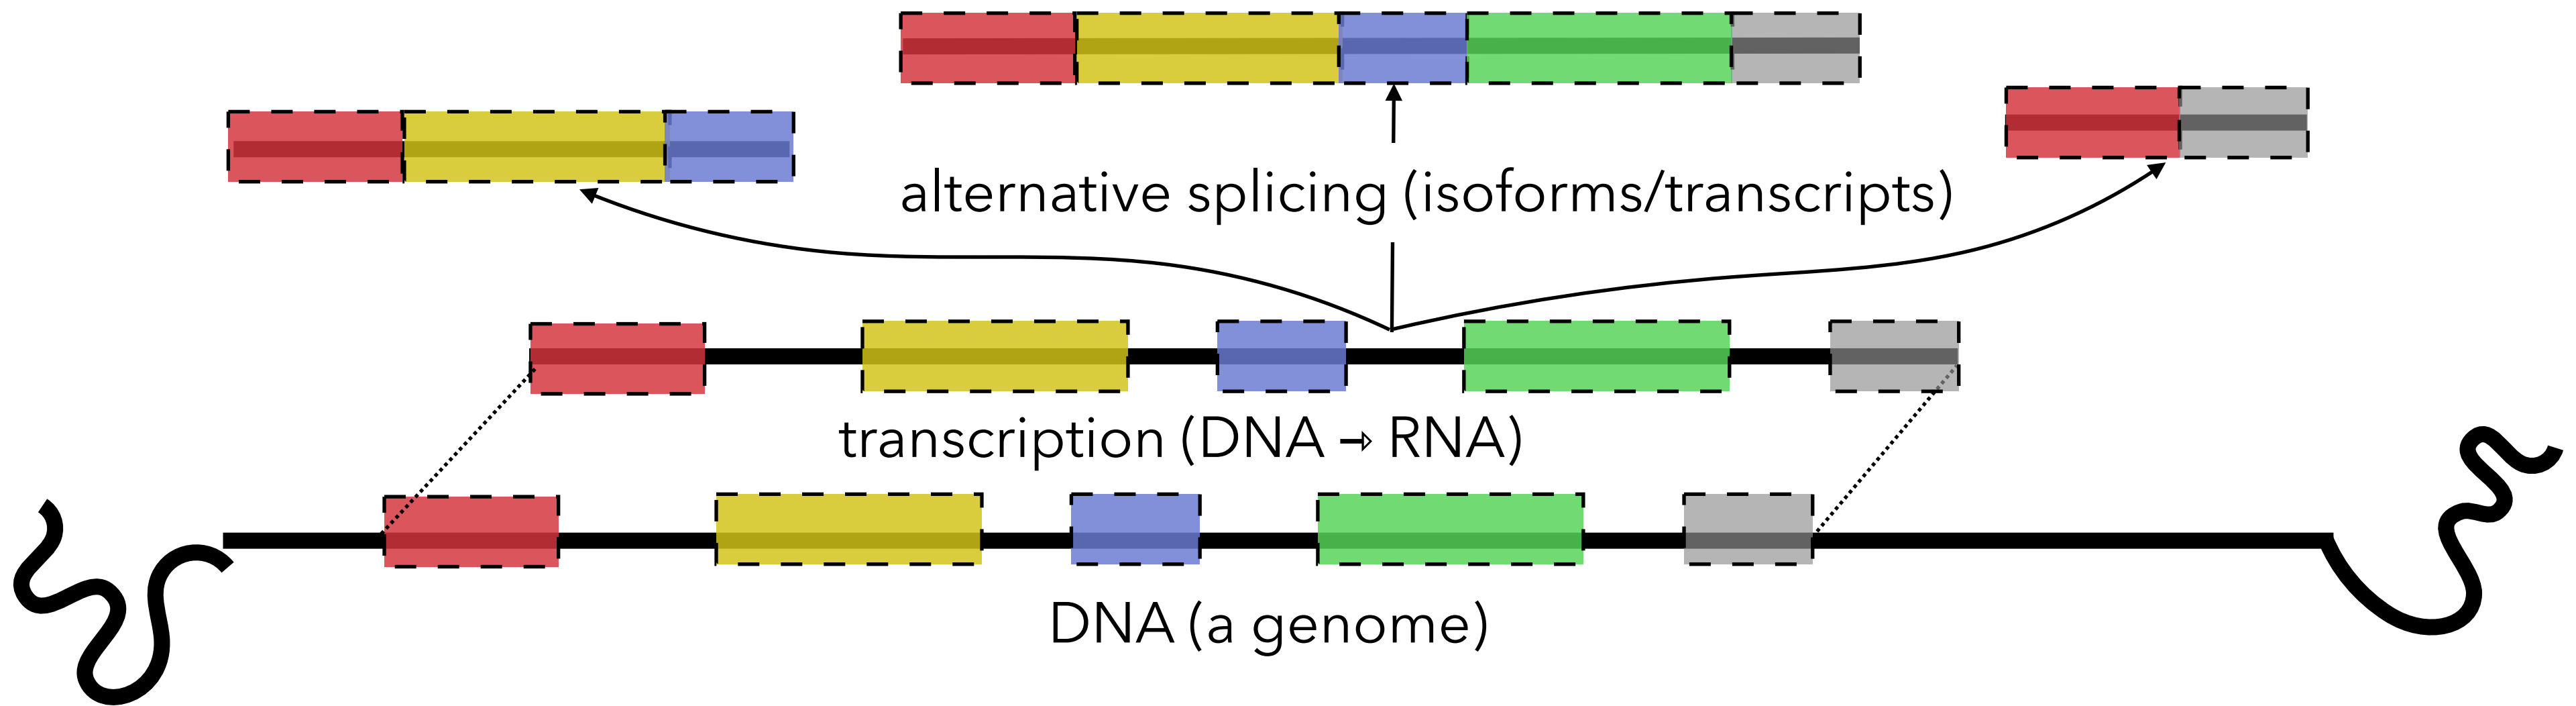 alternative splicing (isoforms/transcripts)
transcription (DNA → RNA)
DNA (a genome)